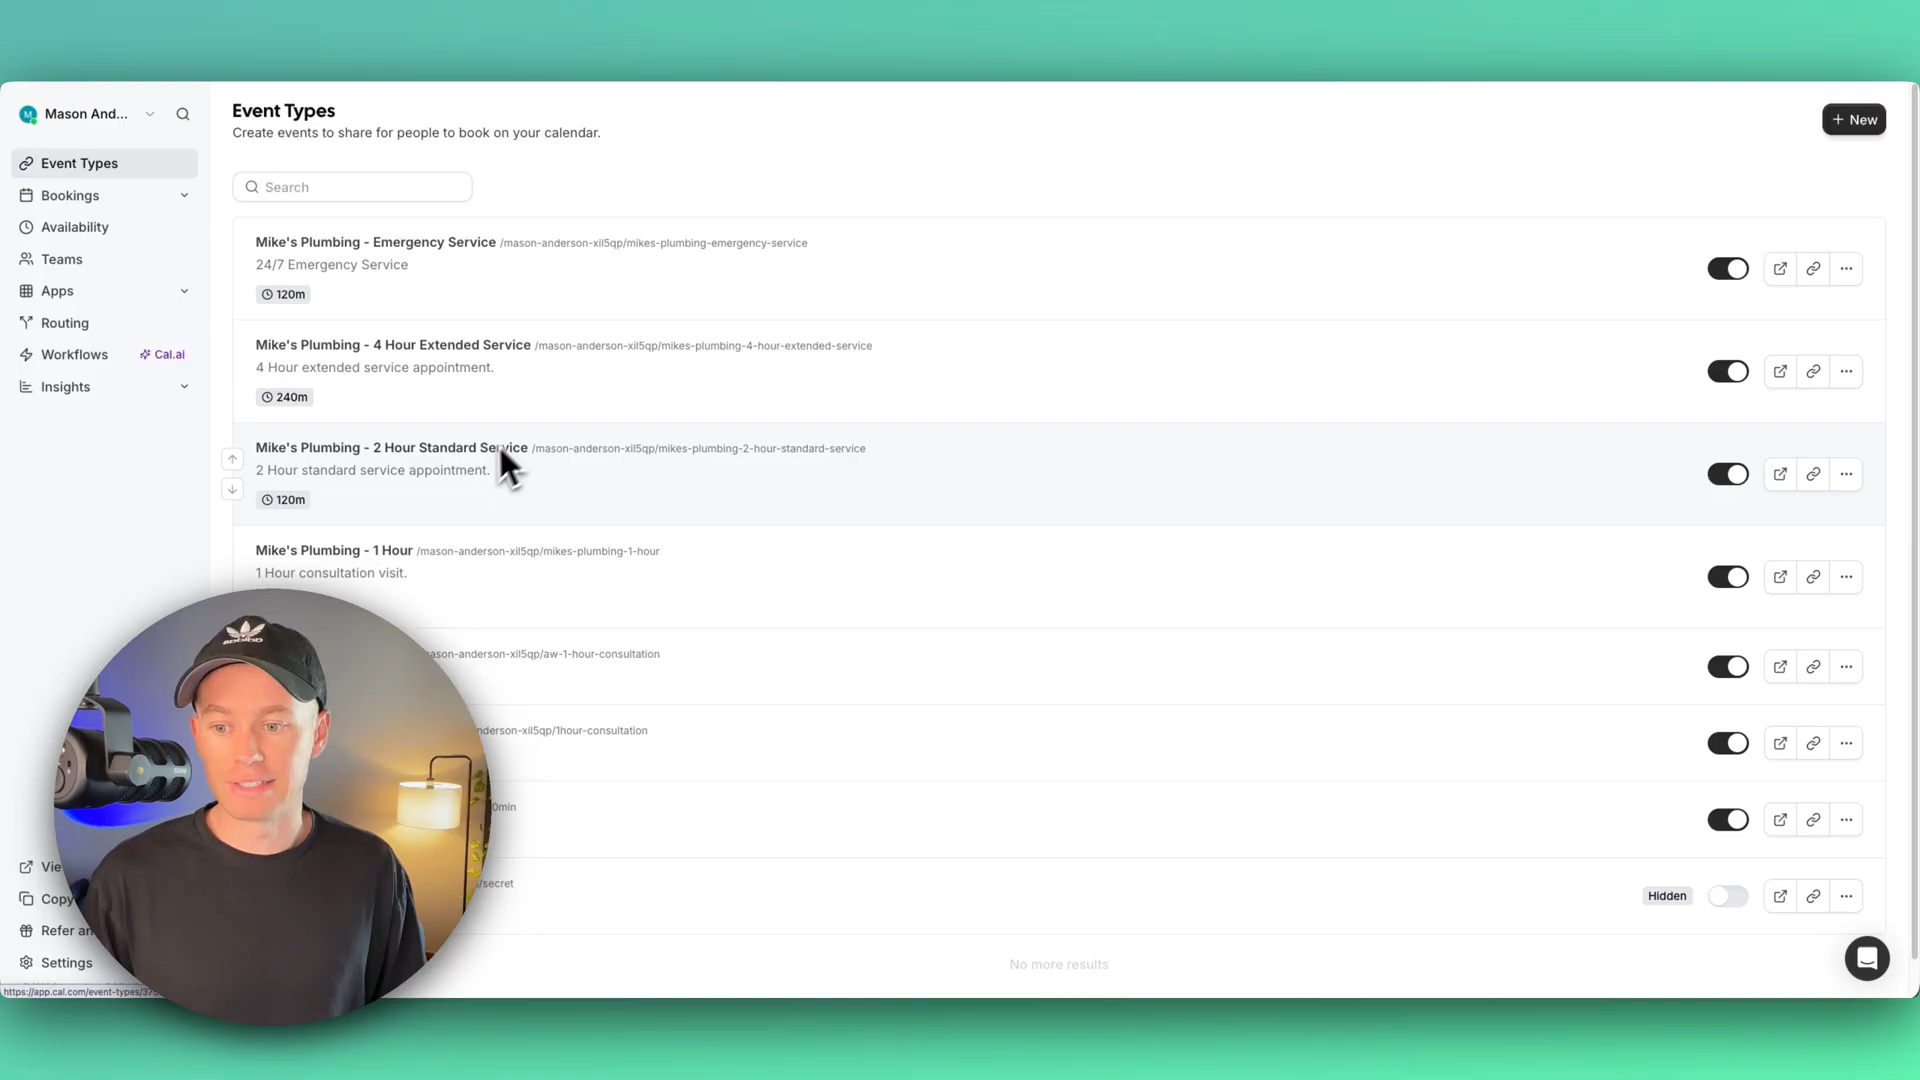 M Mason And...
Event Types
Bookings
Availability
Teams
Apps
Routing
Workflows Cal.ai
Insights
Copy
Settings
https://app.cal.com/event-types/37
Event Types
Create events to share for people to book on your calendar.
+ New
Search
Mike's Plumbing - Emergency Service /mason-anderson-xil5qp/mikes-plumbing-emergency-service
24/7 Emergency Service
120m
Mike's Plumbing - 4 Hour Extended Service /mason-anderson-xil5qp/mikes-plumbing-4-hour-extended-service
4 Hour extended service appointment.
240m
Mike's Plumbing - 2 Hour Standard Service /mason-anderson-xil5qp/mikes-plumbing-2-hour-standard-service
2 Hour standard service appointment.
120m
Mike's Plumbing - 1 Hour /mason-anderson-xil5qp/mikes-plumbing-1-hour
1 Hour consultation visit.
ason-anderson-xil5qp/aw-1-hour-consultation
nderson-xil5qp/1hour-consultation
0min
/secret
Hidden
No more results
adidas